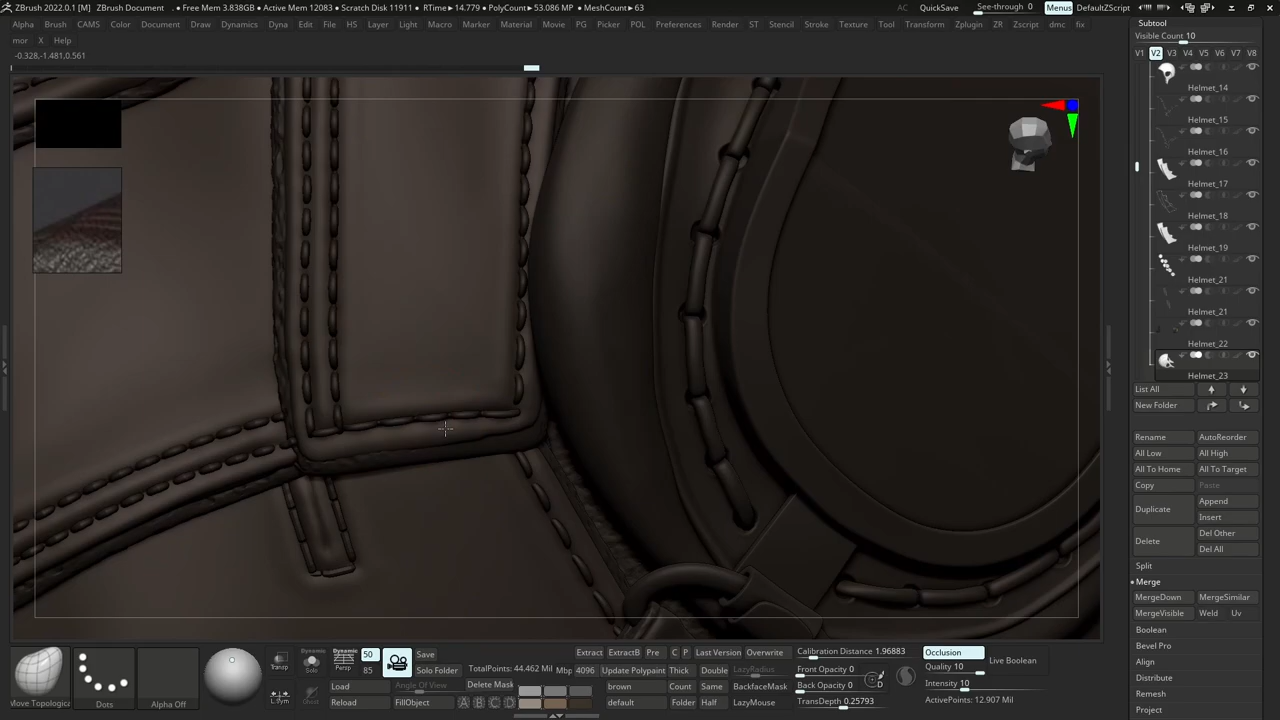 ZBrush 2022.0.1 [M] ZBrush Document . • Free Mem 3.838GB • Active Mem 12083 • Scratch Disk 11911 • RTime ▸ 14.779 • PolyCount ▸ 53.086 MP • MeshCount ▸ 63 AC QuickSave See-through 0 Menus DefaultZScript
Alpha Brush CAMS Color Document Draw Dynamics Dyna Edit File HS Layer Light Macro Marker Material Movie PG Picker POL Preferences Render ST Stencil Stroke Texture Tool Transform Zplugin ZR Zscript dmc fix
mor X Help
-0.328,-1.481,0.561
Subtool
Visible Count 10
V1 V2 V3 V4 V5 V6 V7 V8
Helmet_14
Helmet_15
Helmet_16
Helmet_17
Helmet_18
Helmet_19
Helmet_21
Helmet_21
Helmet_22
Helmet_23
List All
New Folder
Rename AutoReorder
All Low All High
All To Home All To Target
Copy Paste
Duplicate Append
Insert
Delete Del Other
Del All
Split
Merge
MergeDown MergeSimilar
MergeVisible Weld Uv
Boolean
Bevel Pro
Align
Distribute
Remesh
Project
Move Topologica
Dots
Alpha Off
Transp
L.Sym
Dynamic
Solo
Ghost
Dynamic
Persp
50
85
Save
Solo Folder
Load Angle Of View
Reload FillObject
TotalPoints: 44.462 Mil
Delete Mask
A B C D
Extract ExtractB Pre C P Last Version Overwrite
Mbp 4096 Update Polypaint Thick Double LazyRadius
brown Count Same BackfaceMask
default Folder Half LazyMouse
Calibration Distance 1.96883
Front Opacity 0
Back Opacity 0
TransDepth 0.25793
D
Occlusion
Quality 10
Intensity 10
Live Boolean
ActivePoints: 12.907 Mil